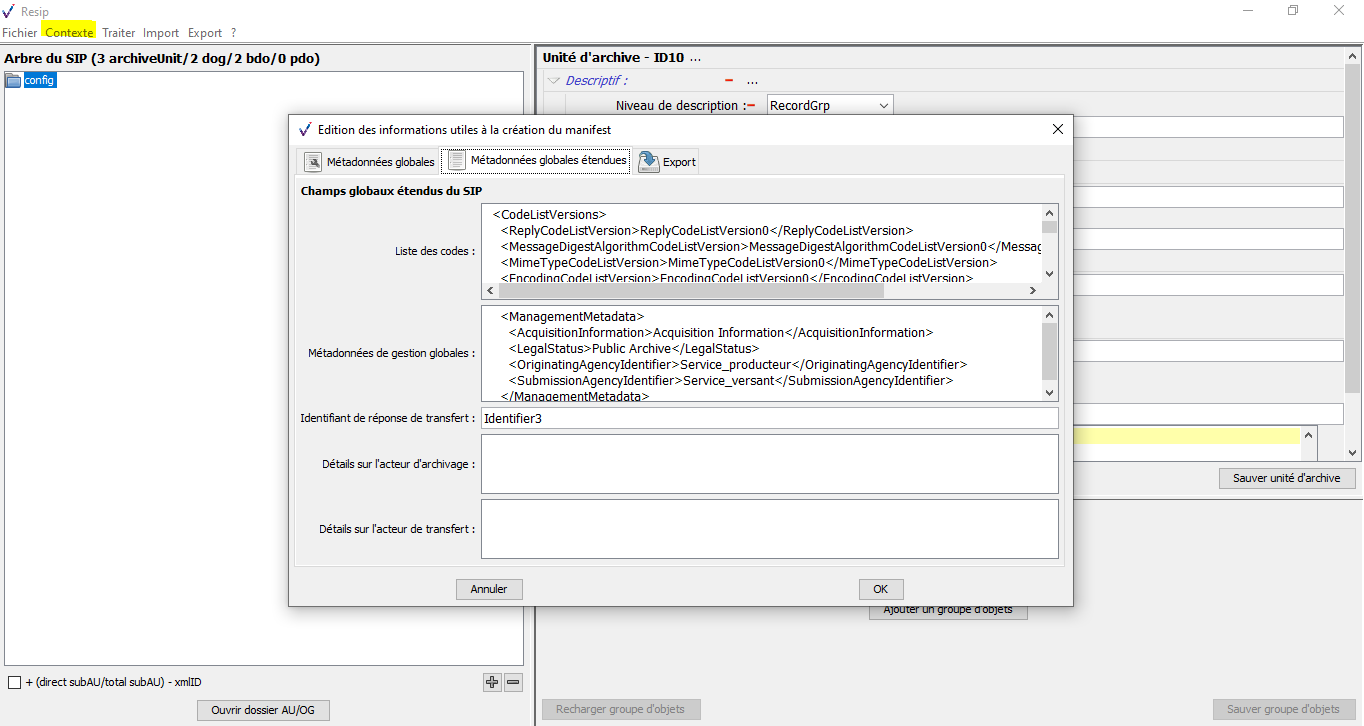 Resip
Fichier Contexte Traiter Import Export ?
Arbre du SIP (3 archiveUnit/2 dog/2 bdo/0 pdo)
config
Unité d'archive - ID10 ...
Descriptif : ...
Niveau de description : RecordGrp
Edition des informations utiles à la création du manifest
Métadonnées globales Métadonnées globales étendues Export
Champs globaux étendus du SIP
Liste des codes :
<CodeListVersions>
<ReplyCodeListVersion>ReplyCodeListVersion0</ReplyCodeListVersion>
<MessageDigestAlgorithmCodeListVersion>MessageDigestAlgorithmCodeListVersion0</Messag
<MimeTypeCodeListVersion>MimeTypeCodeListVersion0</MimeTypeCodeListVersion>
<EncodingCodeListVersion>EncodingCodeListVersion0</EncodingCodeListVersion>
Métadonnées de gestion globales :
<ManagementMetadata>
<AcquisitionInformation>Acquisition Information</AcquisitionInformation>
<LegalStatus>Public Archive</LegalStatus>
<OriginatingAgencyIdentifier>Service_producteur</OriginatingAgencyIdentifier>
<SubmissionAgencyIdentifier>Service_versant</SubmissionAgencyIdentifier>
</ManagementMetadata>
Identifiant de réponse de transfert : Identifier3
Détails sur l'acteur d'archivage :
Détails sur l'acteur de transfert :
Annuler OK
Sauver unité d'archive
Ajouter un groupe d'objets
+ (direct subAU/total subAU) - xmlID
Ouvrir dossier AU/OG
Recharger groupe d'objets Sauver groupe d'objets